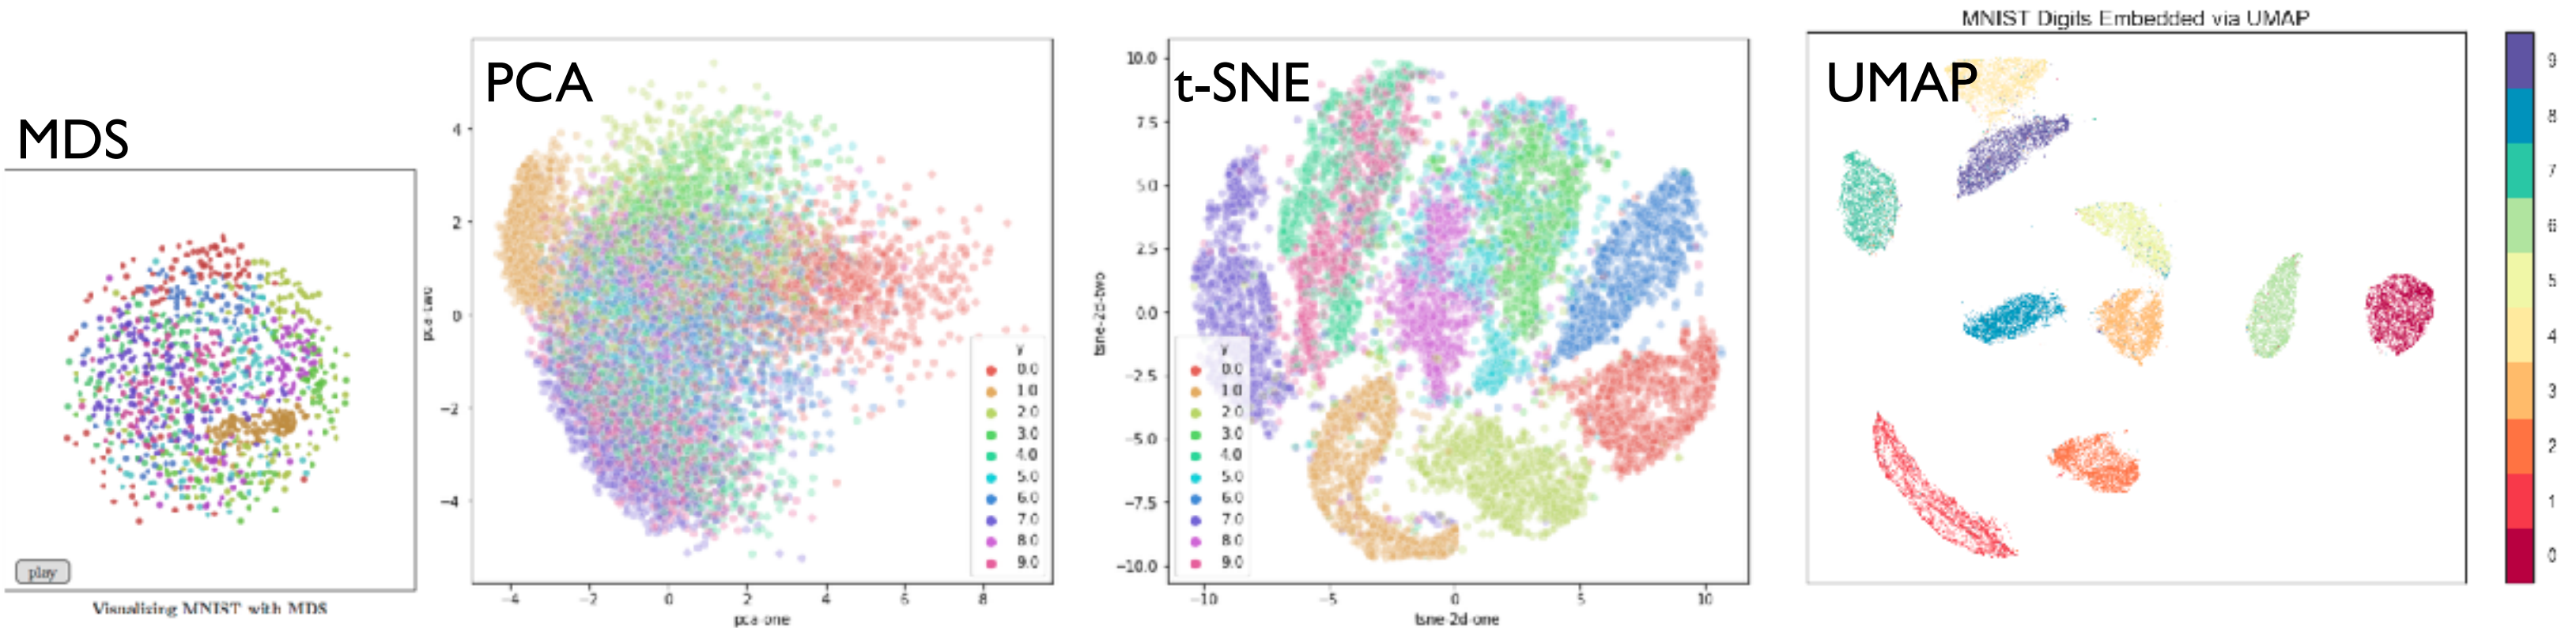 MDS
play
Visualizing MNIST with MDS
PCA
4
2
0
−2
−4
pca-two
−4 −2 0 2 4 6 8
pca-one
y
0.0
1.0
2.0
3.0
4.0
5.0
6.0
7.0
8.0
9.0
t-SNE
10.0
7.5
5.0
2.5
0.0
−2.5
−5.0
−7.5
−10.0
tsne-2d-two
−10 −5 0 5 10
tsne-2d-one
y
0.0
1.0
2.0
3.0
4.0
5.0
6.0
7.0
8.0
9.0
MNIST Digits Embedded via UMAP
UMAP
9
8
7
6
5
4
3
2
1
0